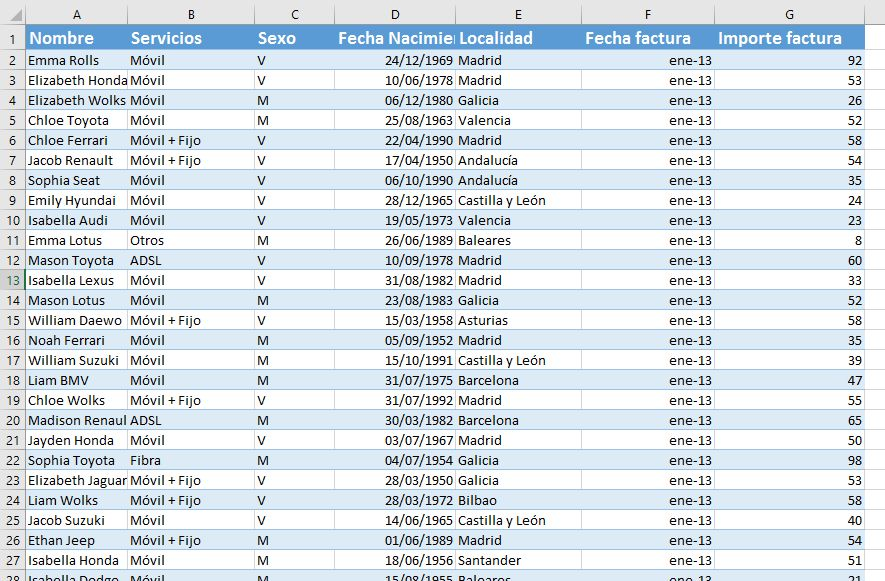 A B C D E F G
1 Nombre Servicios Sexo Fecha Nacimie Localidad Fecha factura Importe factura
2 Emma Rolls Móvil V 24/12/1969 Madrid ene-13 92
3 Elizabeth Honda Móvil V 10/06/1978 Madrid ene-13 53
4 Elizabeth Wolks Móvil M 06/12/1980 Galicia ene-13 26
5 Chloe Toyota Móvil M 25/08/1963 Valencia ene-13 52
6 Chloe Ferrari Móvil + Fijo V 22/04/1990 Madrid ene-13 58
7 Jacob Renault Móvil + Fijo V 17/04/1950 Andalucía ene-13 54
8 Sophia Seat Móvil V 06/10/1990 Andalucía ene-13 35
9 Emily Hyundai Móvil V 28/12/1965 Castilla y León ene-13 24
10 Isabella Audi Móvil V 19/05/1973 Valencia ene-13 23
11 Emma Lotus Otros M 26/06/1989 Baleares ene-13 8
12 Mason Toyota ADSL V 10/09/1978 Madrid ene-13 60
13 Isabella Lexus Móvil V 31/08/1982 Madrid ene-13 33
14 Mason Lotus Móvil M 23/08/1983 Galicia ene-13 52
15 William Daewo Móvil + Fijo V 15/03/1958 Asturias ene-13 58
16 Noah Ferrari Móvil M 05/09/1952 Madrid ene-13 35
17 William Suzuki Móvil M 15/10/1991 Castilla y León ene-13 39
18 Liam BMV Móvil M 31/07/1975 Barcelona ene-13 47
19 Chloe Wolks Móvil + Fijo V 31/07/1992 Madrid ene-13 55
20 Madison Renaul ADSL M 30/03/1982 Barcelona ene-13 65
21 Jayden Honda Móvil V 03/07/1967 Madrid ene-13 50
22 Sophia Toyota Fibra M 04/07/1954 Galicia ene-13 98
23 Elizabeth Jaguar Móvil + Fijo V 28/03/1950 Galicia ene-13 53
24 Liam Wolks Móvil + Fijo V 28/03/1972 Bilbao ene-13 58
25 Jacob Suzuki Móvil V 14/06/1965 Castilla y León ene-13 40
26 Ethan Jeep Móvil + Fijo M 01/06/1989 Madrid ene-13 54
27 Isabella Honda Móvil M 18/06/1956 Santander ene-13 51
28 Isabella Dodge Móvil M 15/08/1955 Baleares ene-13 21